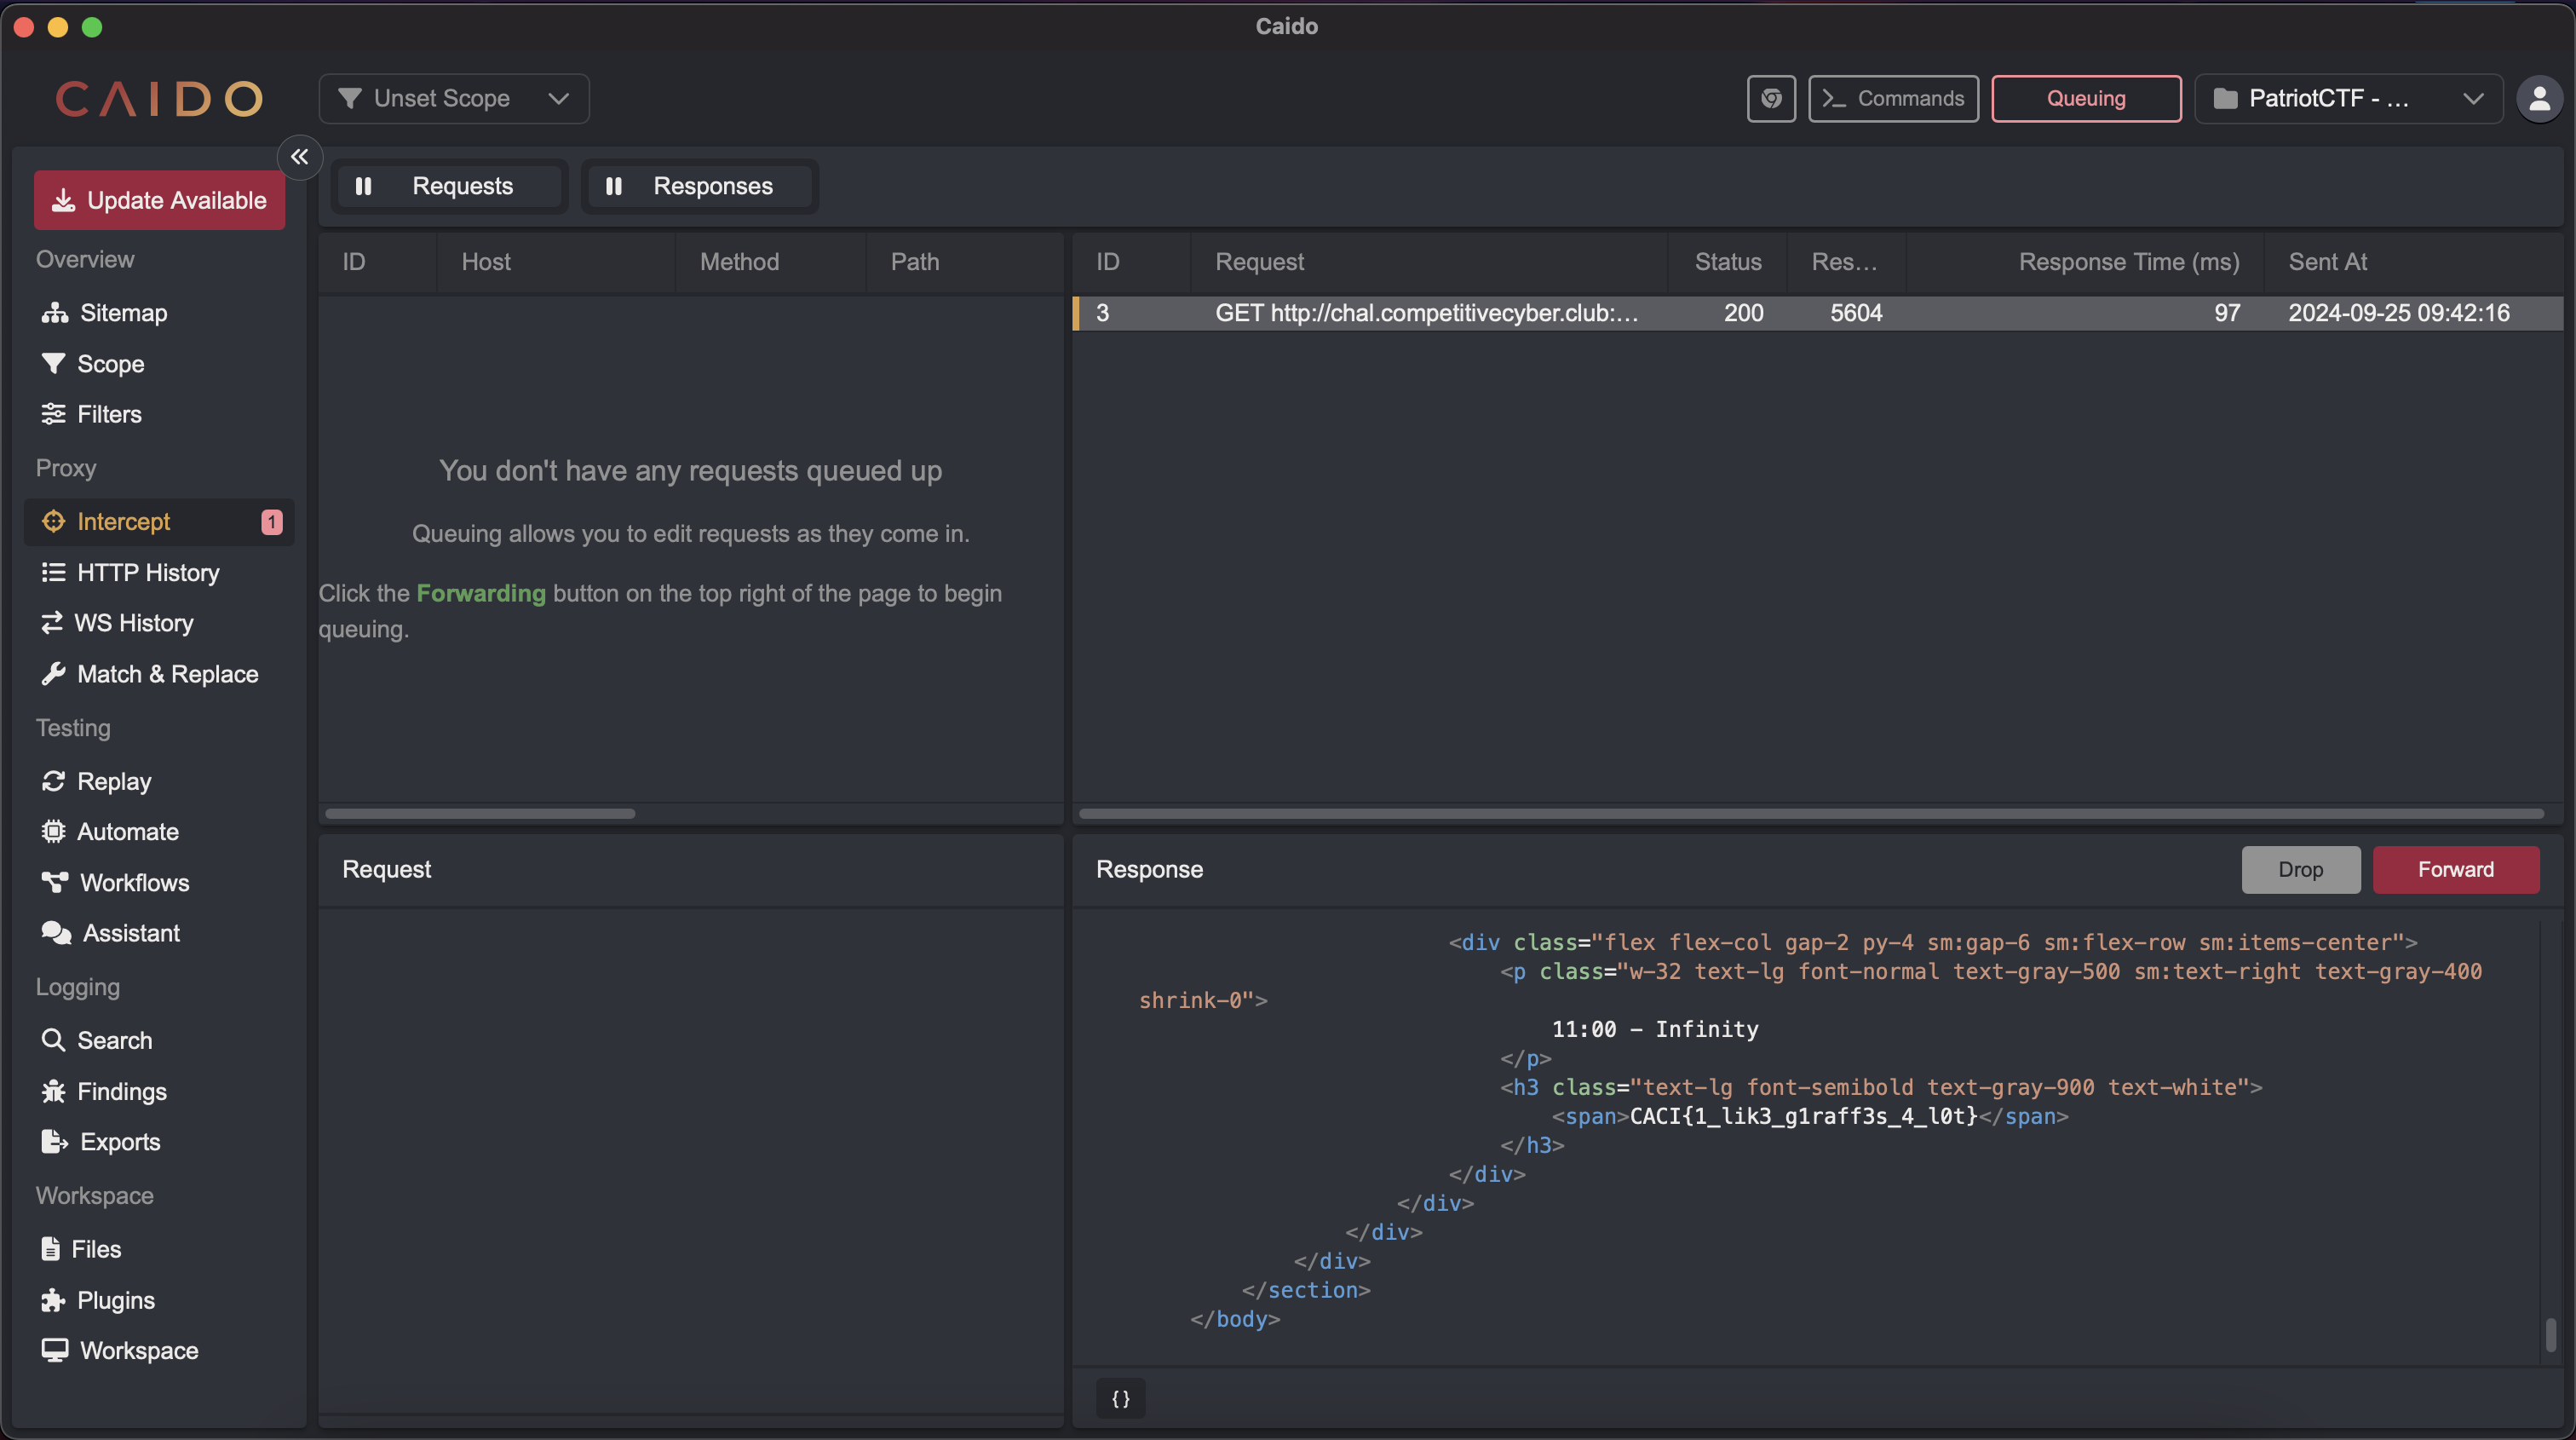 Caido
CAIDO
Unset Scope
Commands
Queuing
PatriotCTF - ...
Update Available
Overview
Sitemap
Scope
Filters
Proxy
Intercept 1
HTTP History
WS History
Match & Replace
Testing
Replay
Automate
Workflows
Assistant
Logging
Search
Findings
Exports
Workspace
Files
Plugins
Workspace
Requests
Responses
ID Host Method Path
You don't have any requests queued up
Queuing allows you to edit requests as they come in.
Click the Forwarding button on the top right of the page to begin
queuing.
ID Request Status Res... Response Time (ms) Sent At
3 GET http://chal.competitivecyber.club:... 200 5604 97 2024-09-25 09:42:16
Request
Response
Drop
Forward
<div class="flex flex-col gap-2 py-4 sm:gap-6 sm:flex-row sm:items-center">
<p class="w-32 text-lg font-normal text-gray-500 sm:text-right text-gray-400
shrink-0">
11:00 - Infinity
</p>
<h3 class="text-lg font-semibold text-gray-900 text-white">
<span>CACI{1_lik3_g1raff3s_4_l0t}</span>
</h3>
</div>
</div>
</div>
</div>
</section>
</body>
{}